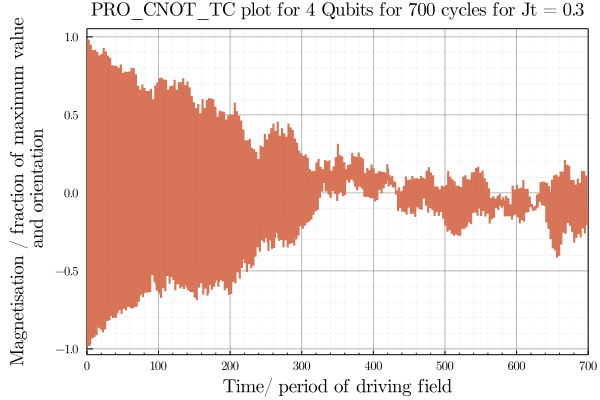 PRO_CNOT_TC plot for 4 Qubits for 700 cycles for Jt = 0.3
Magnetisation / fraction of maximum value
and orientation
1.0
0.5
0.0
−0.5
−1.0
0 100 200 300 400 500 600 700
Time/ period of driving field